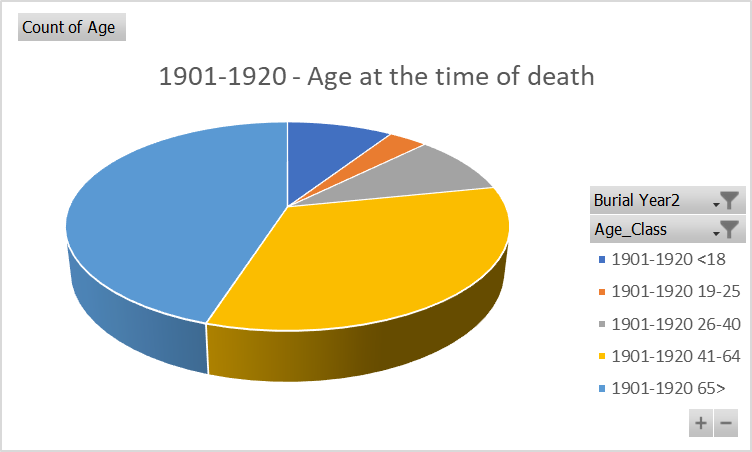 Count of Age
1901-1920 - Age at the time of death
Burial Year2
Age_Class
1901-1920 <18
1901-1920 19-25
1901-1920 26-40
1901-1920 41-64
1901-1920 65>
+ −